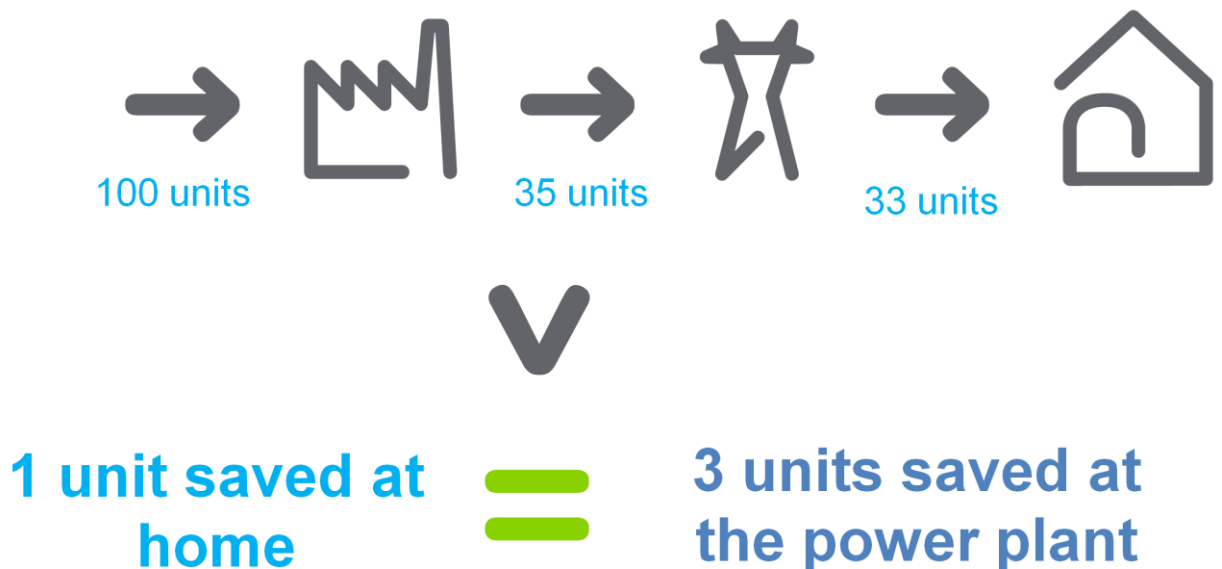 100 units
35 units
33 units
1 unit saved at
home
3 units saved at
the power plant